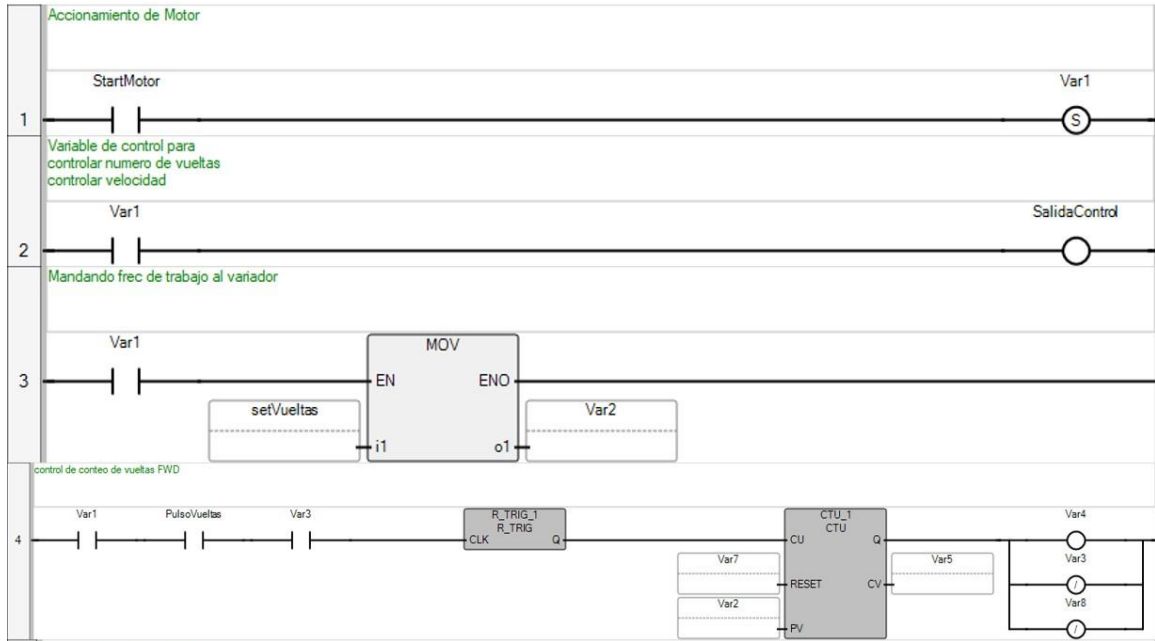 Accionamiento de Motor
StartMotor
Var1
S
1
Variable de control para
controlar numero de vueltas
controlar velocidad
Var1
SalidaControl
2
Mandando frec de trabajo al variador
Var1
MOV
3
EN
ENO
setVueltas
Var2
i1
o1
control de conteo de vueltas FWD
Var1
PulsoVueltas
Var3
R_TRIG_1
R_TRIG
CTU_1
CTU
Var4
4
CLK
Q
CU
Q
Var7
Var5
Var3
RESET
CV
/
Var2
Var8
PV
/